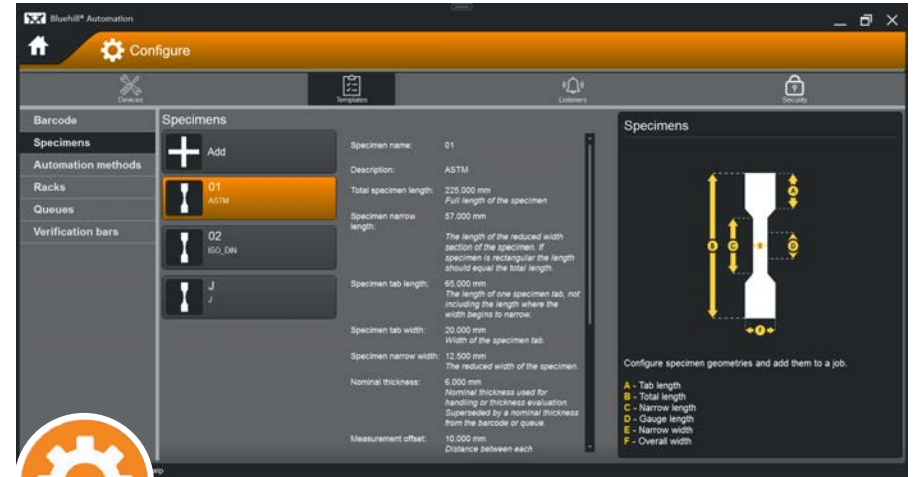 Bluehill® Automation
Configure
Devices
Templates
Listeners
Security
Barcode
Specimens
Automation methods
Racks
Queues
Verification bars
Specimens
Add
01
ASTM
02
ISO_DIN
J
J
Specimen name: 01
Description: ASTM
Total specimen length: 225.000 mm
Full length of the specimen
Specimen narrow length: 57.000 mm
The length of the reduced width
section of the specimen. If
specimen is rectangular the length
should equal the total length.
Specimen tab length: 65.000 mm
The length of one specimen tab, not
including the length where the
width begins to narrow.
Specimen tab width: 20.000 mm
Width of the specimen tab.
Specimen narrow width: 12.500 mm
The reduced width of the specimen.
Nominal thickness: 6.000 mm
Nominal thickness used for
handling or thickness evaluation.
Superseded by a nominal thickness
from the barcode or queue.
Measurement offset: 10.000 mm
Distance between each
Specimens
A
B
C
E
D
F
Configure specimen geometries and add them to a job.
A - Tab length
B - Total length
C - Narrow length
D - Gauge length
E - Narrow width
F - Overall width